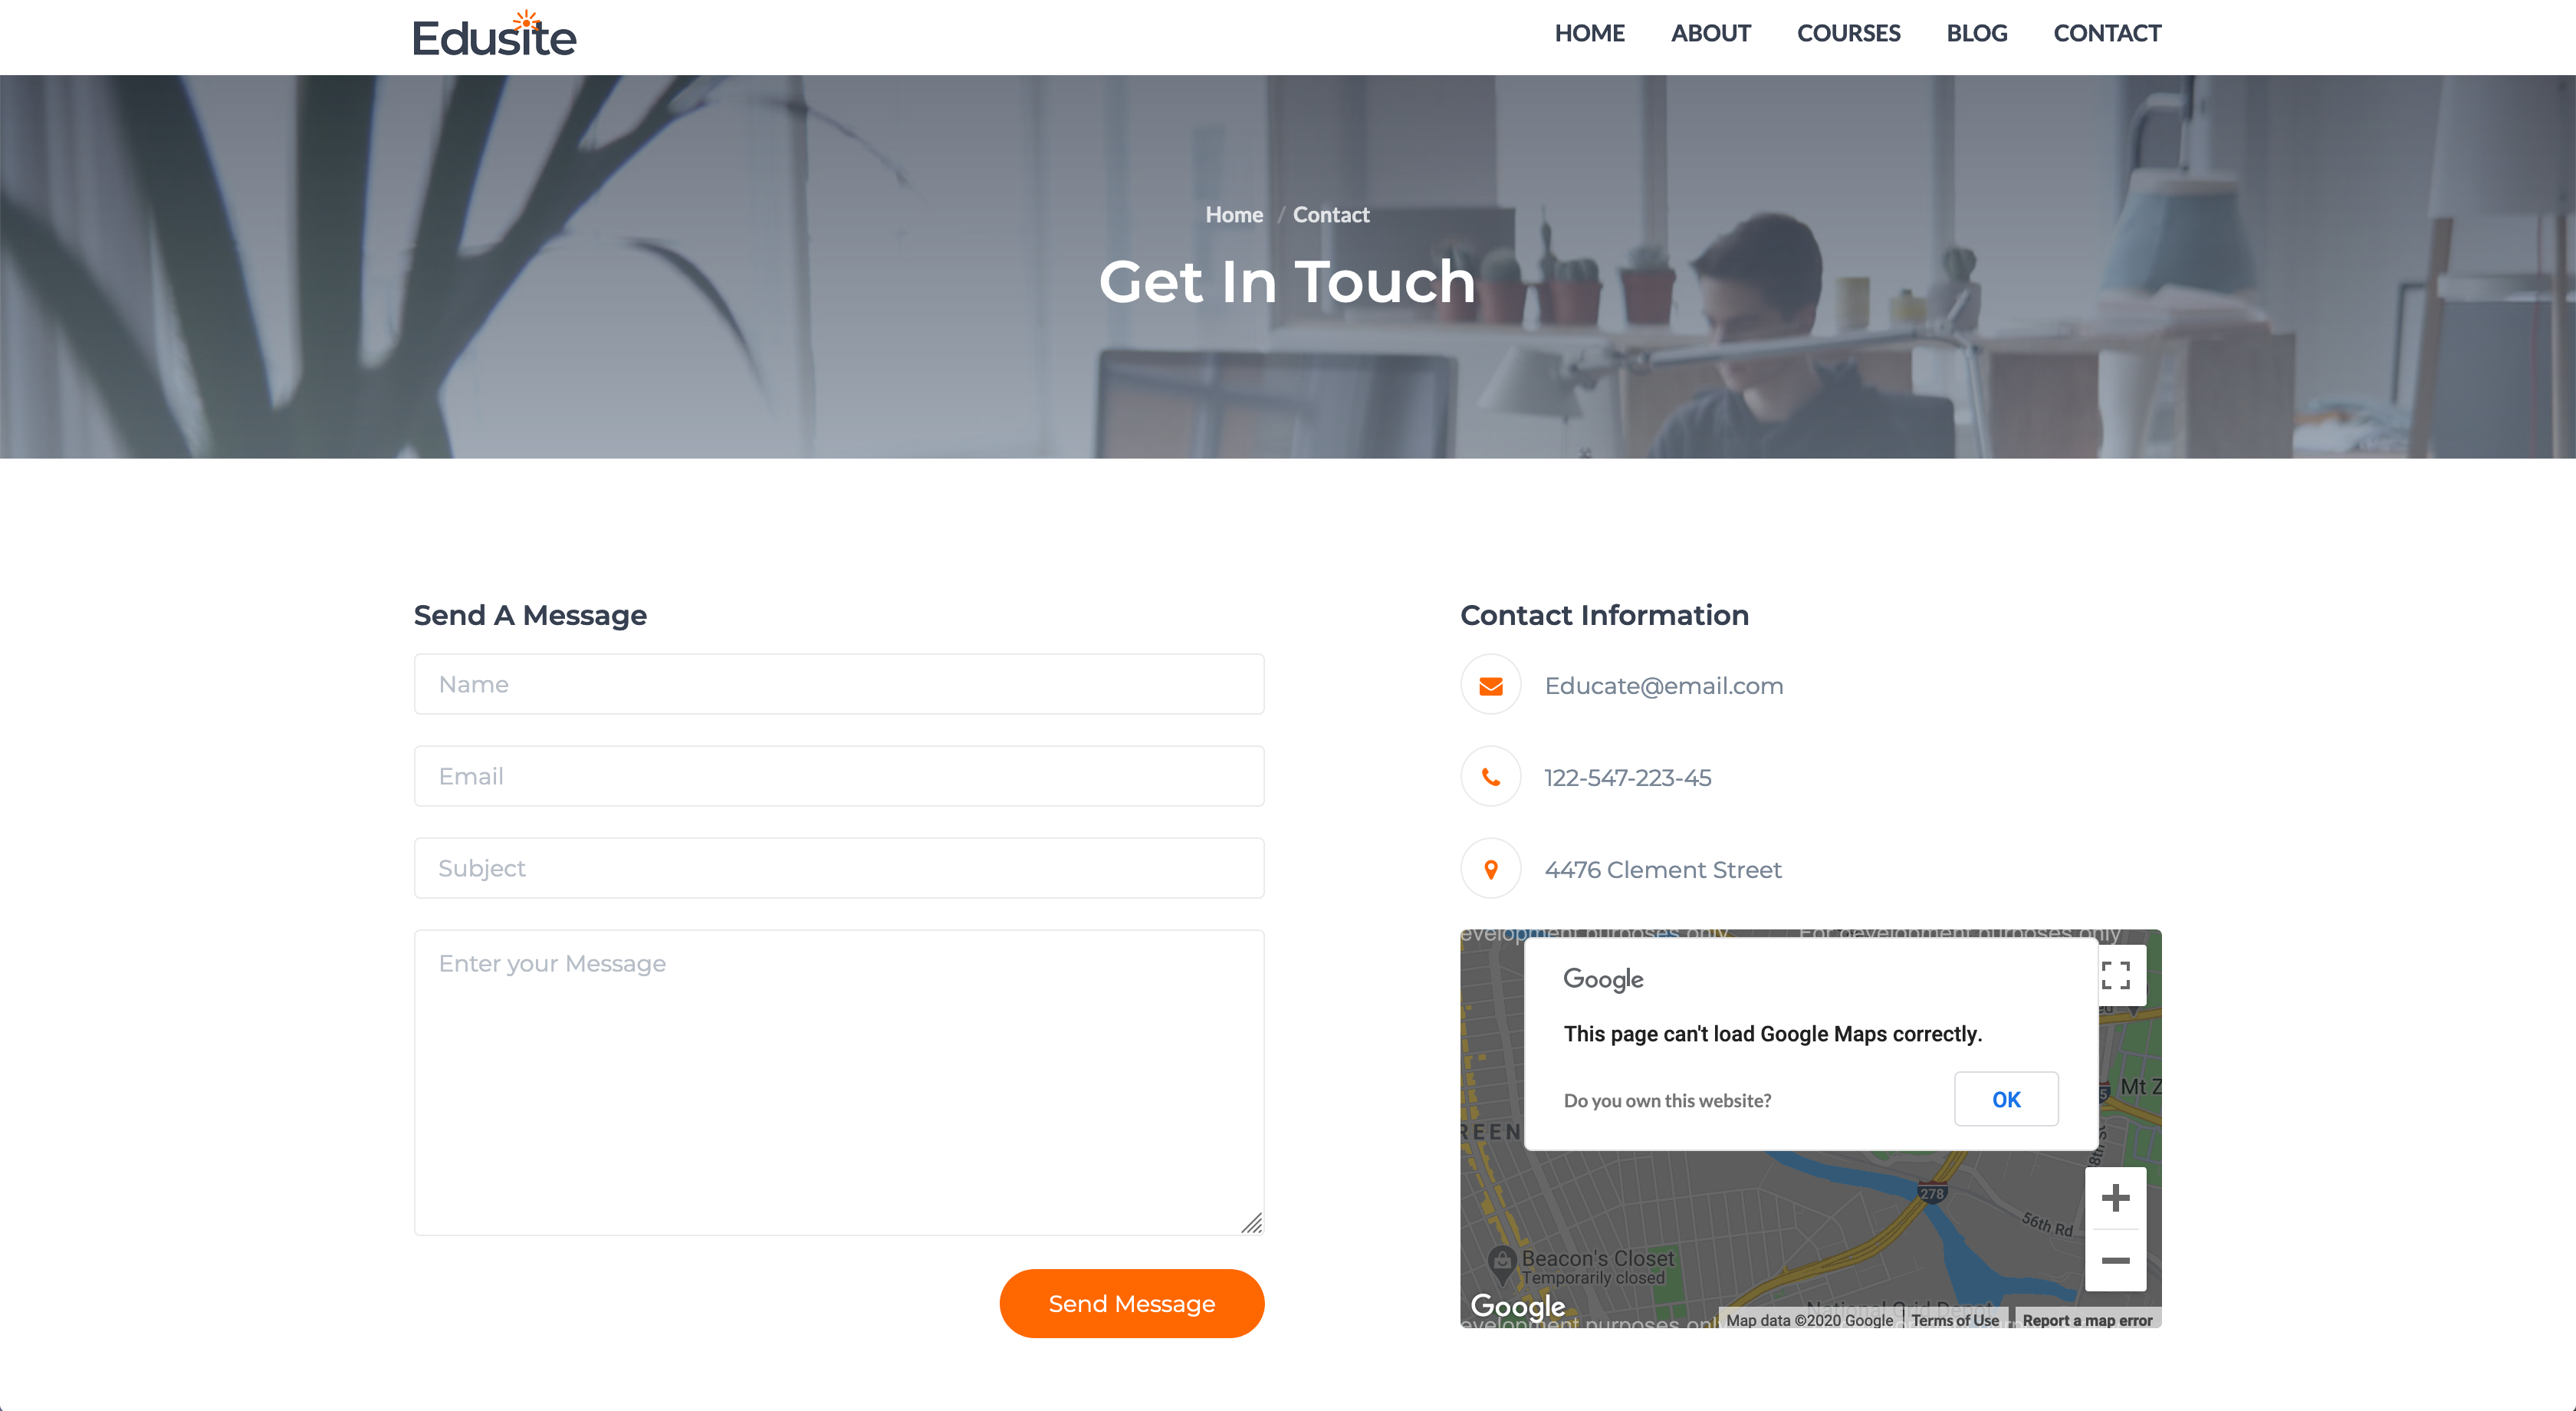 Edusite
HOME ABOUT COURSES BLOG CONTACT
Home / Contact
Get In Touch
Send A Message
Name
Email
Subject
Enter your Message
Send Message
Contact Information
Educate@email.com
122-547-223-45
4476 Clement Street
evelopment purposes only For development purposes only
Google
This page can't load Google Maps correctly.
Do you own this website? OK
Mt Z
REEN
278
56th Rd
Beacon's Closet
Temporarily closed
National Grid Depot
Google
evelopment purposes onl
Map data ©2020 Google Terms of Use Report a map error